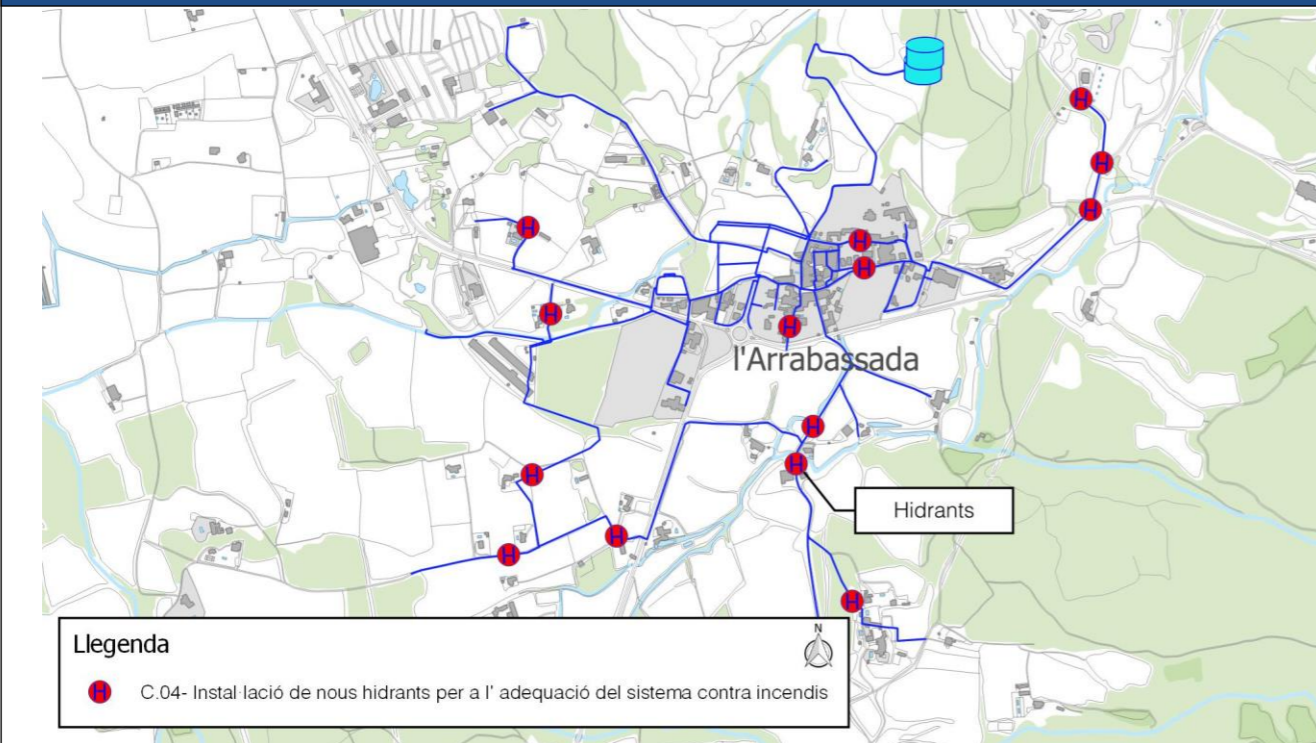 H
H
H
H
H
H
H
H
l'Arrabassada
H
H
H
Hidrants
H
H
H
N
Llegenda
H C.04- Instal·lació de nous hidrants per a l' adequació del sistema contra incendis